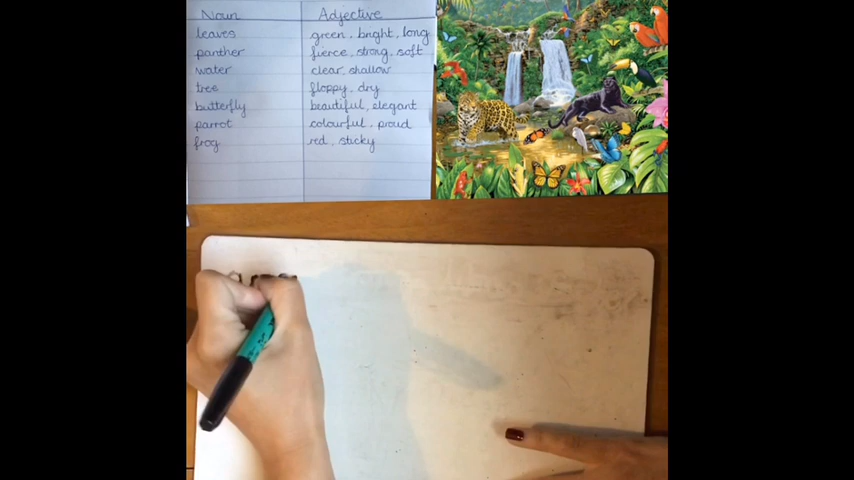 Noun Adjective
leaves green, bright, long
panther fierce, strong, soft
water clear, shallow
tree floppy, dry
butterfly beautiful, elegant
parrot colourful, proud
frog red, sticky